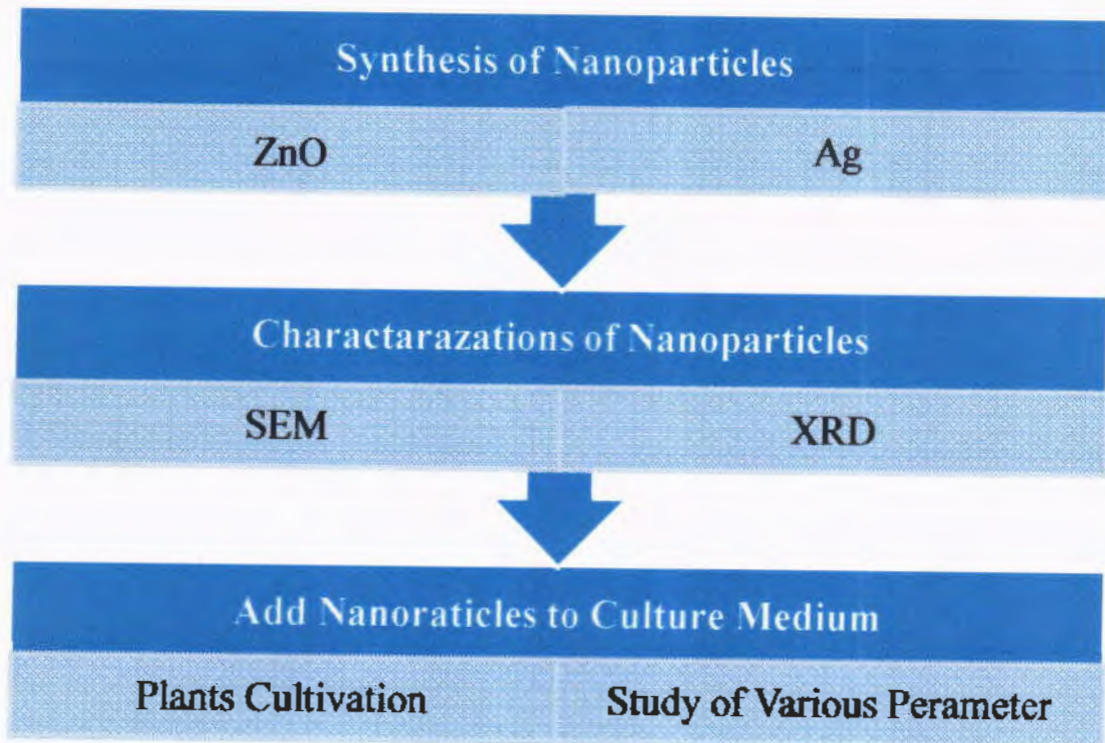 Synthesis of Nanoparticles
ZnO Ag
Charactarazations of Nanoparticles
SEM XRD
Add Nanoraticles to Culture Medium
Plants Cultivation Study of Various Perameter